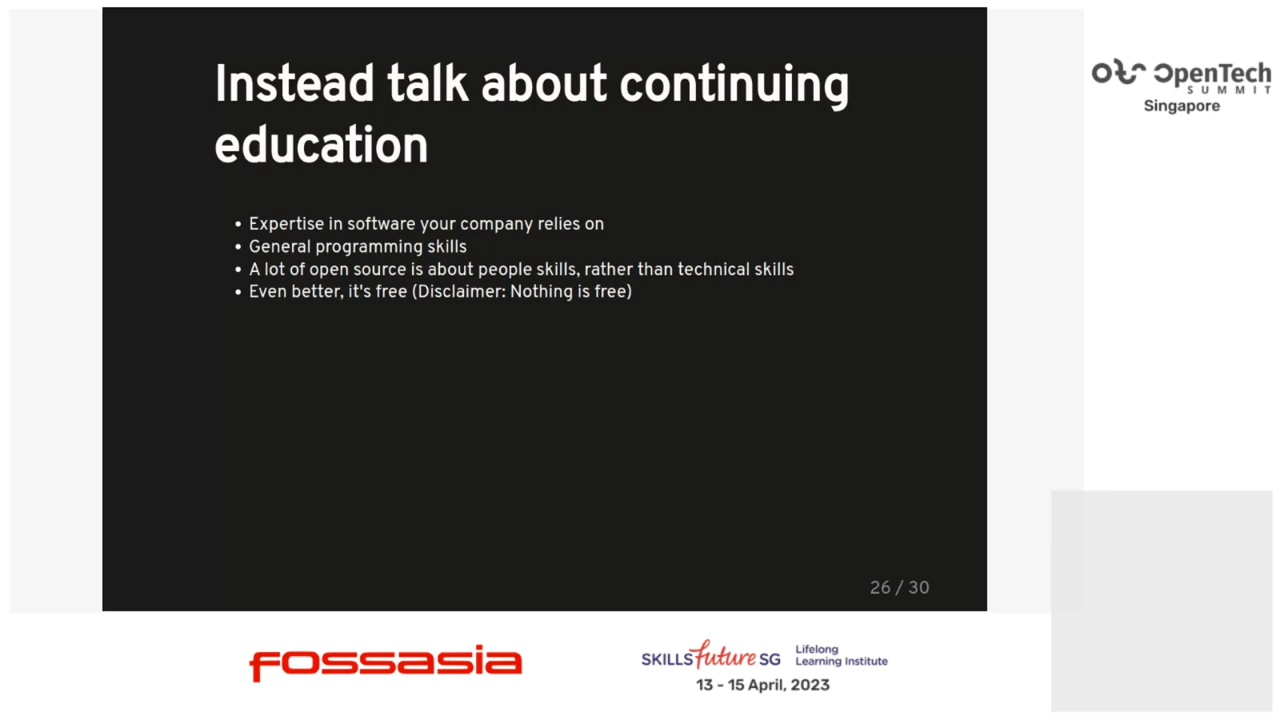 Instead talk about continuing
education
• Expertise in software your company relies on
• General programming skills
• A lot of open source is about people skills, rather than technical skills
• Even better, it's free (Disclaimer: Nothing is free)
26 / 30
OpenTech
SUMMIT
Singapore
fossasia
SKILLSfuture SG
Lifelong
Learning Institute
13 - 15 April, 2023